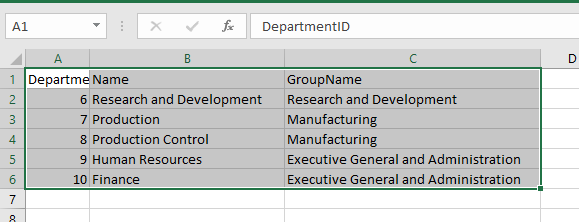 A1 fx DepartmentID
A B C D
1 Departme Name GroupName
2 6 Research and Development Research and Development
3 7 Production Manufacturing
4 8 Production Control Manufacturing
5 9 Human Resources Executive General and Administration
6 10 Finance Executive General and Administration
7
8